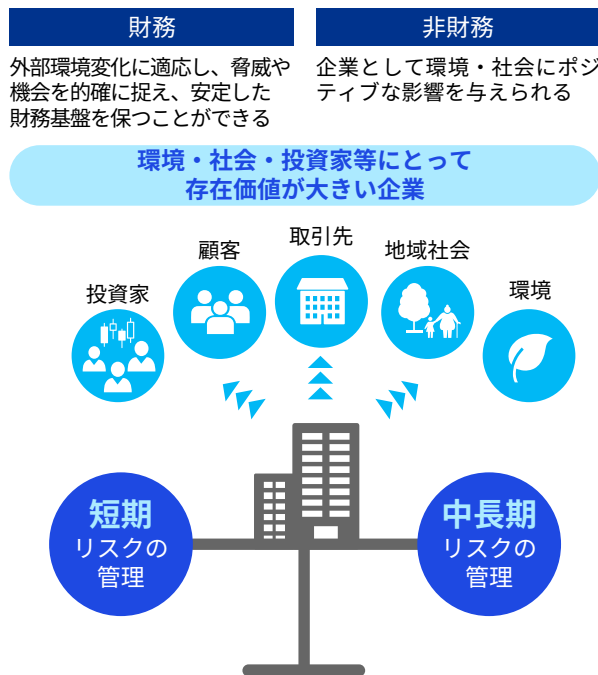 財務
外部環境変化に適応し、脅威や
機会を的確に捉え、安定した
財務基盤を保つことができる
非財務
企業として環境・社会にポジ
ティブな影響を与えられる
環境・社会・投資家等にとって
存在価値が大きい企業
投資家
顧客
取引先
地域社会
環境
短期
リスクの
管理
中長期
リスクの
管理